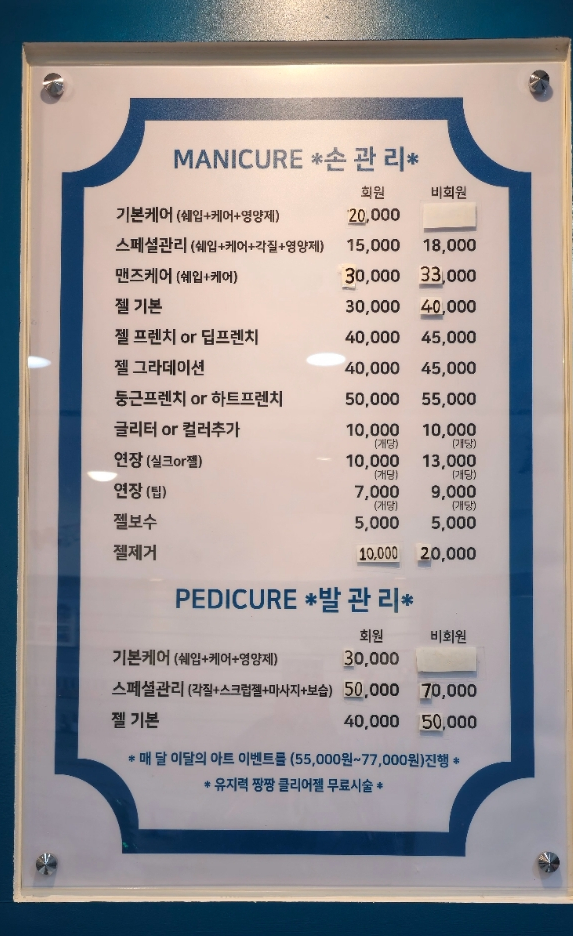 MANICURE *손 관 리*
회원 비회원
기본케어 (쉐입+케어+영양제) 20,000
스페셜관리 (쉐입+케어+각질+영양제) 15,000 18,000
맨즈케어 (쉐입+케어) 30,000 33,000
젤 기본 30,000 40,000
젤 프렌치 or 딥프렌치 40,000 45,000
젤 그라데이션 40,000 45,000
둥근프렌치 or 하트프렌치 50,000 55,000
글리터 or 컬러추가 10,000 10,000
(개당) (개당)
연장 (실크or젤) 10,000 13,000
(개당) (개당)
연장 (팁) 7,000 9,000
(개당) (개당)
젤보수 5,000 5,000
젤제거 10,000 20,000
PEDICURE *발 관 리*
회원 비회원
기본케어 (쉐입+케어+영양제) 30,000
스페셜관리 (각질+스크럽젤+마사지+보습) 50,000 70,000
젤 기본 40,000 50,000
* 매 달 이달의 아트 이벤트를 (55,000원~77,000원)진행 *
* 유지력 짱짱 클리어젤 무료시술 *